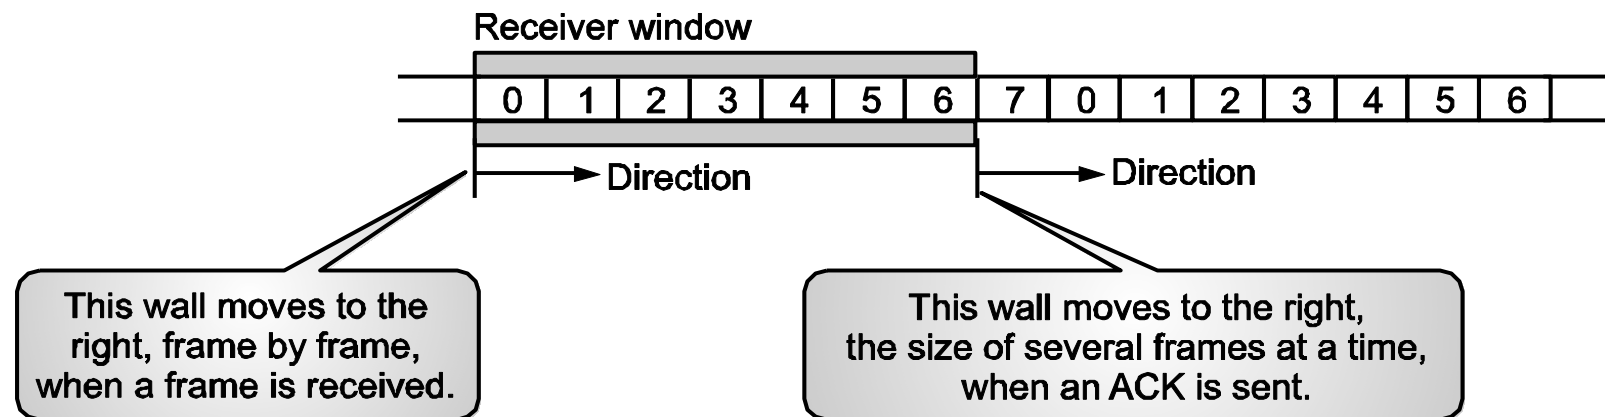 Receiver window
0 1 2 3 4 5 6 7 0 1 2 3 4 5 6
Direction
Direction
This wall moves to the
right, frame by frame,
when a frame is received.
This wall moves to the right,
the size of several frames at a time,
when an ACK is sent.